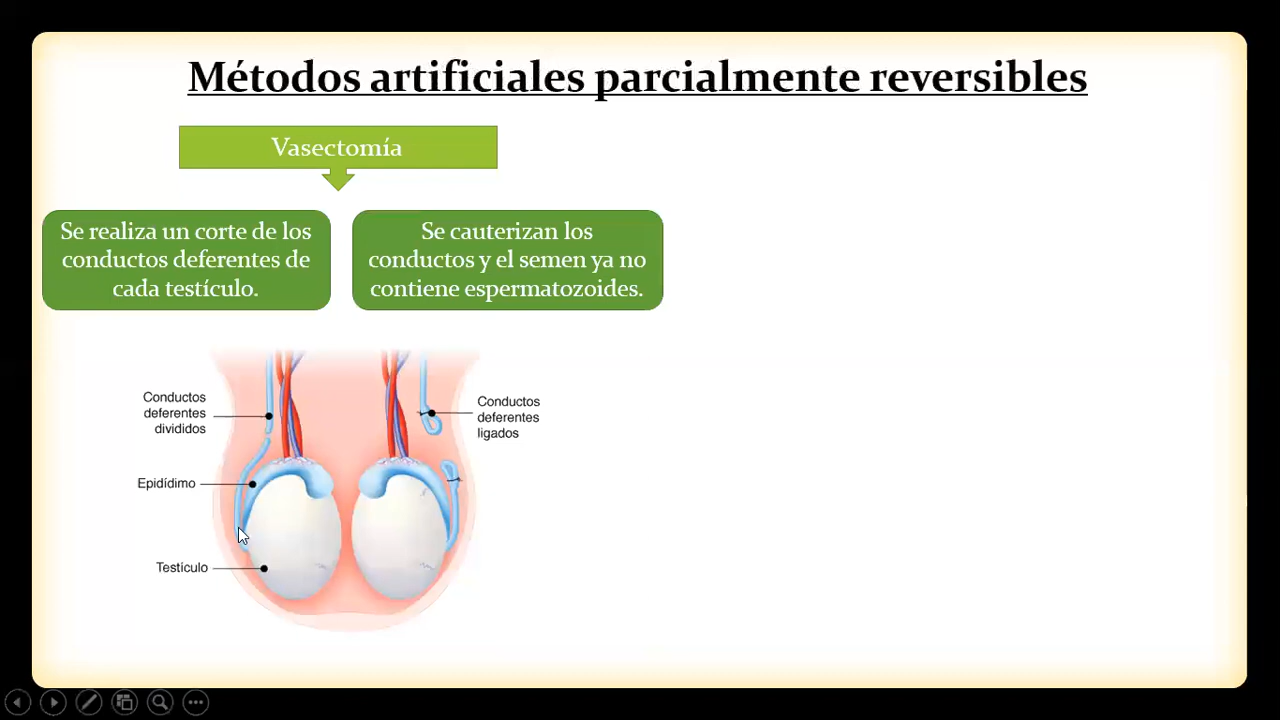 Métodos artificiales parcialmente reversibles
Vasectomía
Se realiza un corte de los
conductos deferentes de
cada testículo.
Se cauterizan los
conductos y el semen ya no
contiene espermatozoides.
Conductos
deferentes
divididos
Epidídimo
Testículo
Conductos
deferentes
ligados